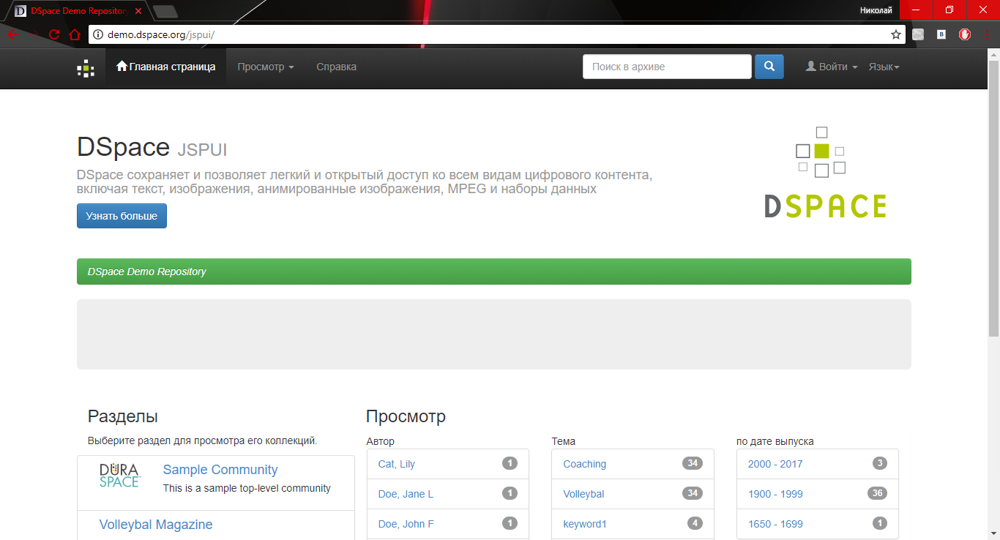 DSpace Demo Repository
Николай
demo.dspace.org/jspui/
Главная страница
Просмотр
Справка
Поиск в архиве
Войти
Язык
DSpace JSPUI
DSpace сохраняет и позволяет легкий и открытый доступ ко всем видам цифрового контента,
включая текст, изображения, анимированные изображения, MPEG и наборы данных
Узнать больше
DSPACE
DSpace Demo Repository
Разделы
Выберите раздел для просмотра его коллекций.
DURA
SPACE
Sample Community
This is a sample top-level community
Volleybal Magazine
Просмотр
Автор
Cat, Lily 1
Doe, Jane L 1
Doe, John F 1
Тема
Coaching 34
Volleybal 34
keyword1 4
по дате выпуска
2000 - 2017 3
1900 - 1999 36
1650 - 1699 1